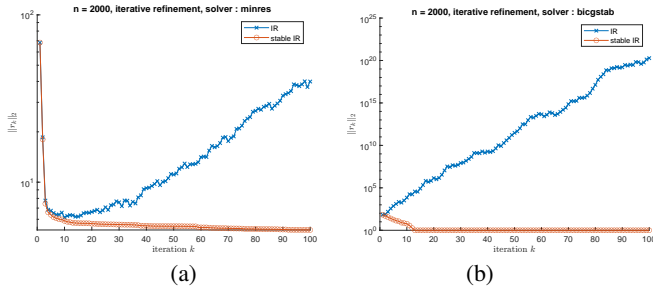 n = 2000, iterative refinement, solver : minres
IR
stable IR
||r_k||_2
10^2
10^1
0 10 20 30 40 50 60 70 80 90 100
iteration k
(a)
n = 2000, iterative refinement, solver : bicgstab
IR
stable IR
||r_k||_2
10^25
10^20
10^15
10^10
10^5
10^0
0 10 20 30 40 50 60 70 80 90 100
iteration k
(b)